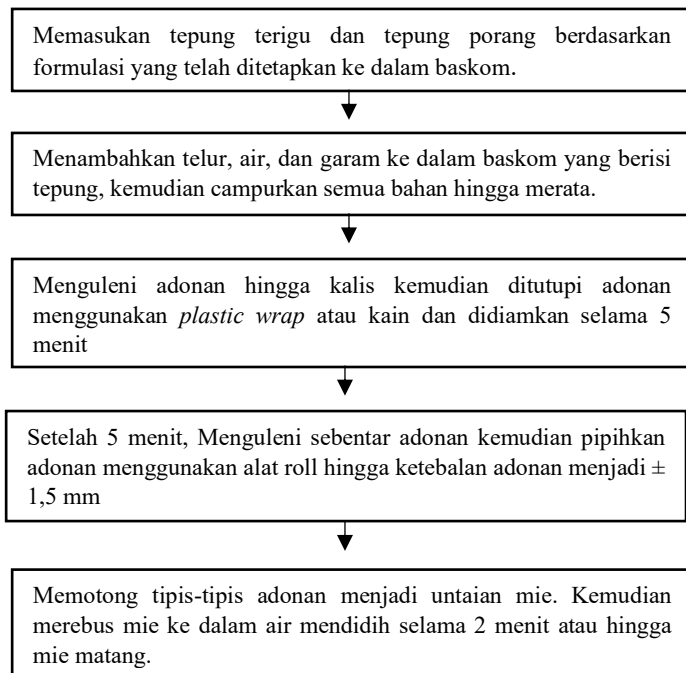 Memasukan tepung terigu dan tepung porang berdasarkan
formulasi yang telah ditetapkan ke dalam baskom.
Menambahkan telur, air, dan garam ke dalam baskom yang berisi
tepung, kemudian campurkan semua bahan hingga merata.
Menguleni adonan hingga kalis kemudian ditutupi adonan
menggunakan plastic wrap atau kain dan didiamkan selama 5
menit
Setelah 5 menit, Menguleni sebentar adonan kemudian pipihkan
adonan menggunakan alat roll hingga ketebalan adonan menjadi ±
1,5 mm
Memotong tipis-tipis adonan menjadi untaian mie. Kemudian
merebus mie ke dalam air mendidih selama 2 menit atau hingga
mie matang.